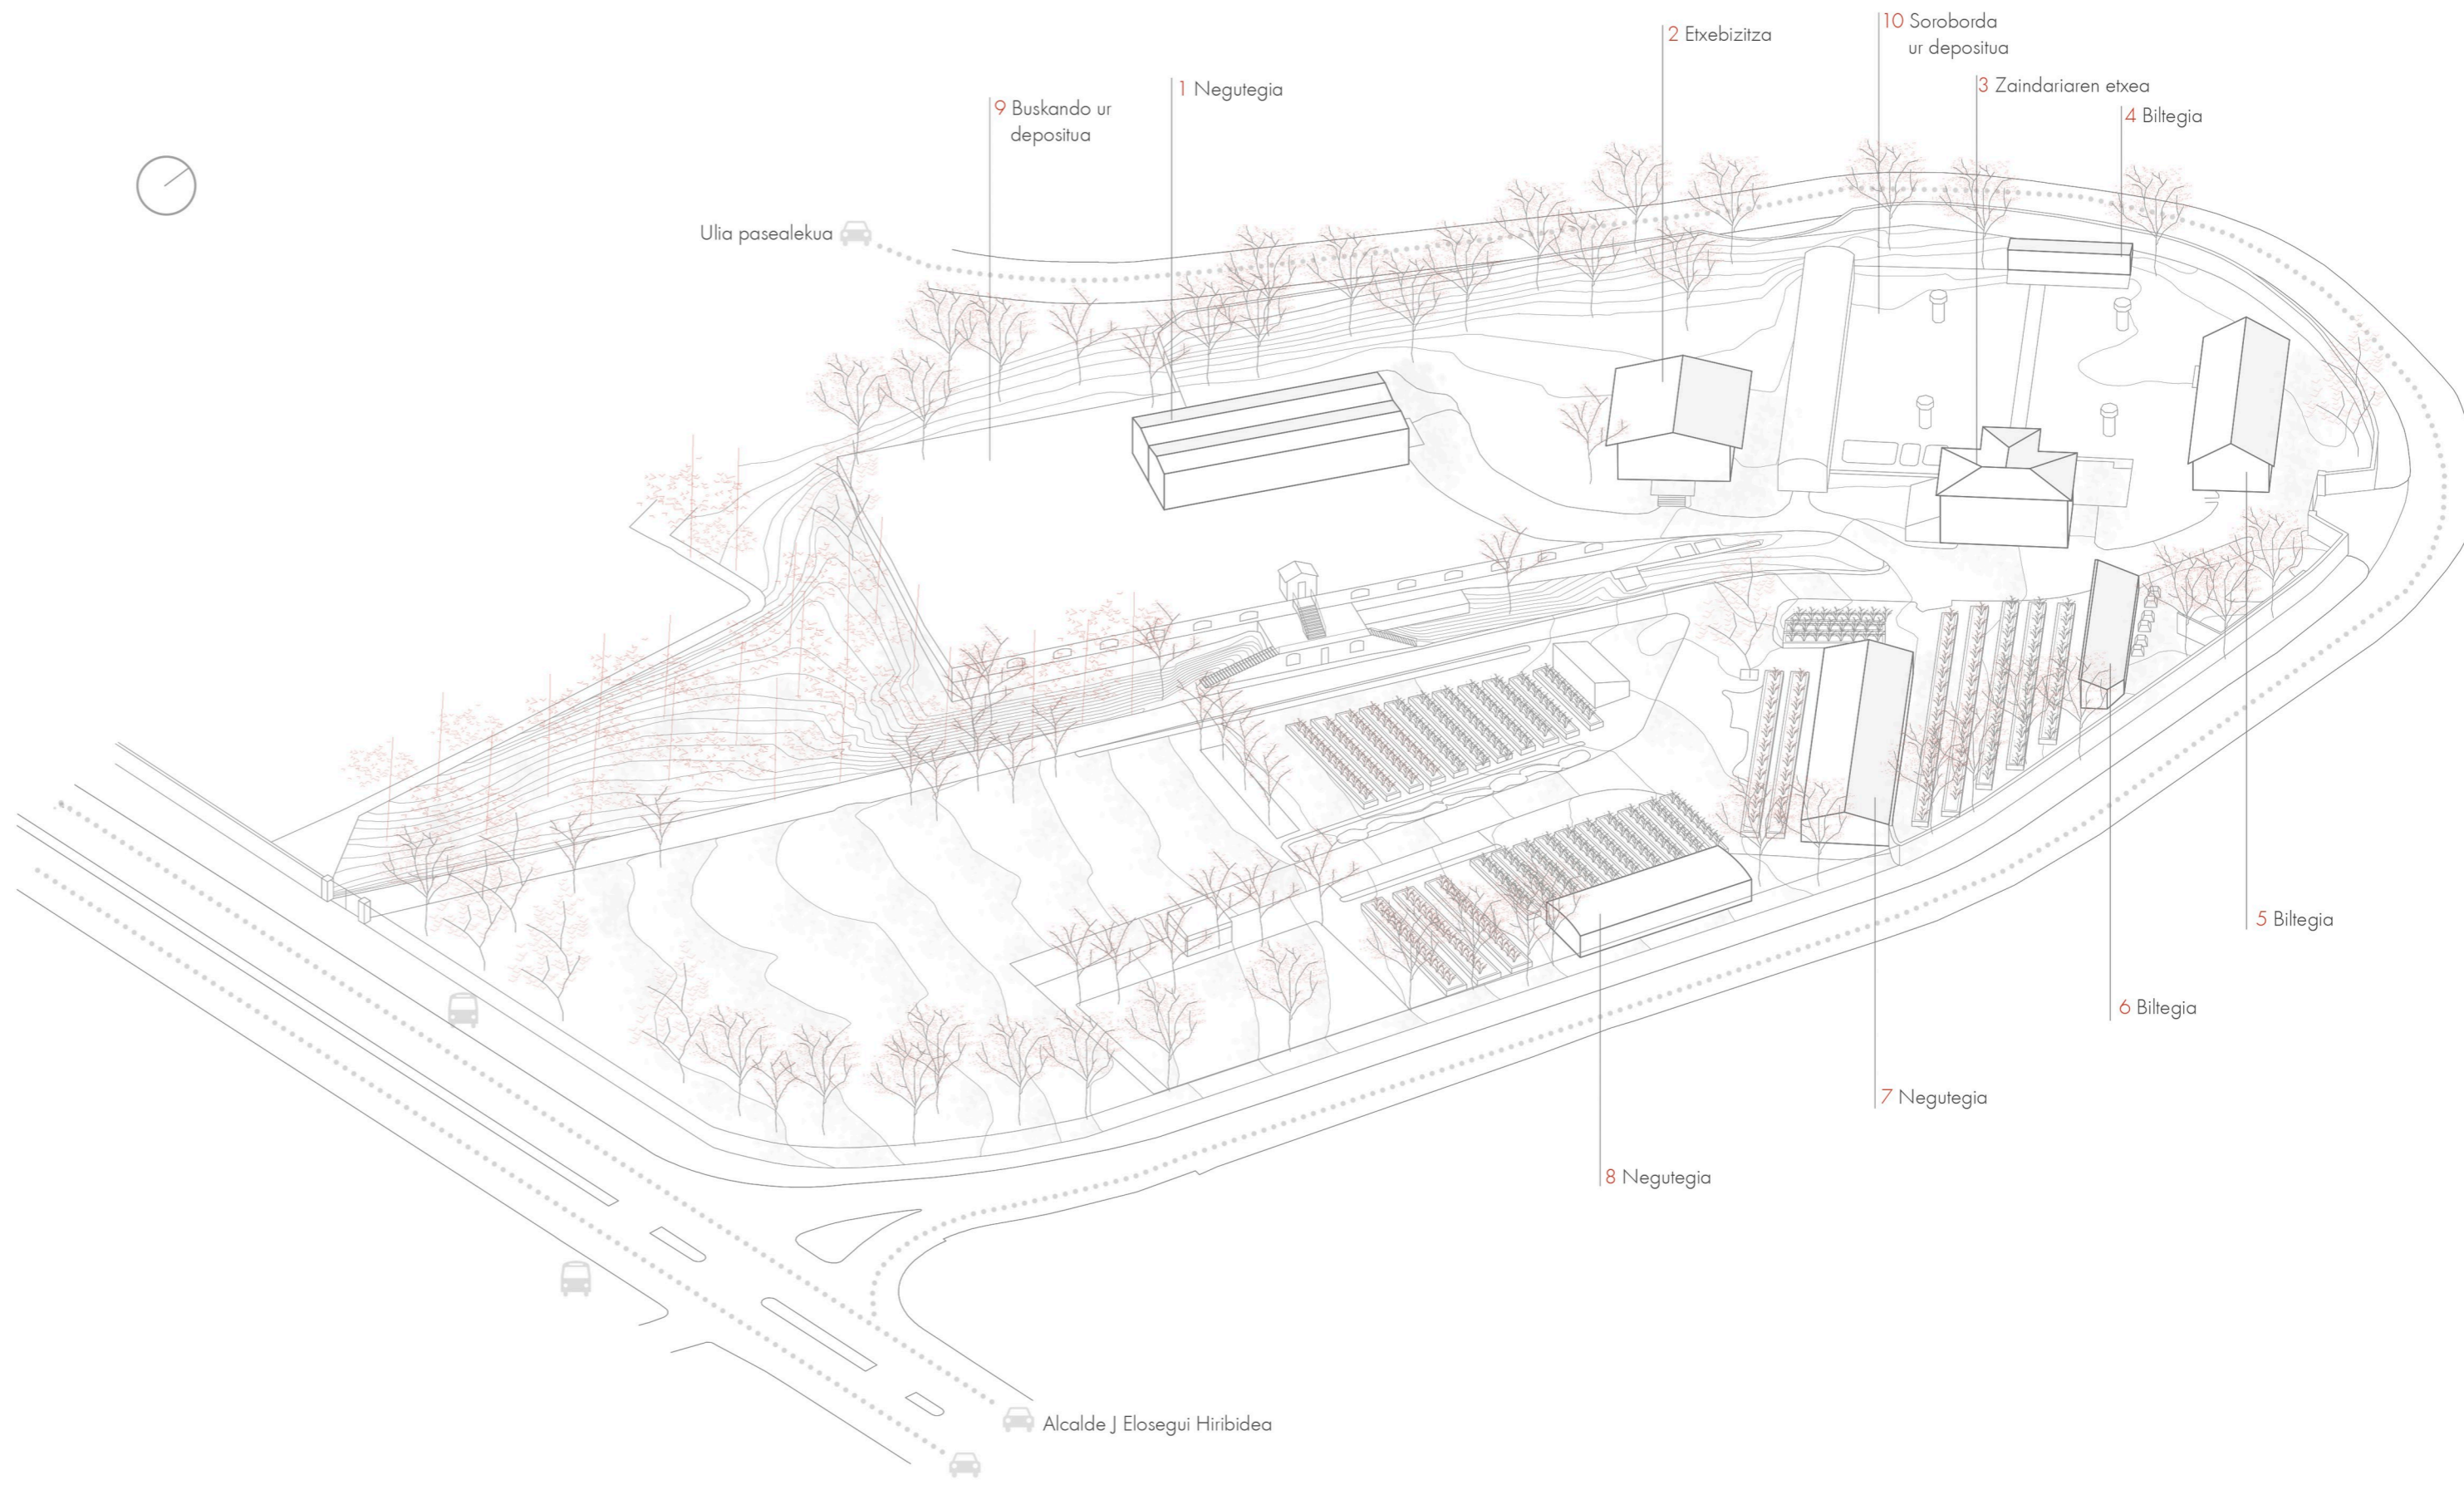 10 Soroborda
ur depositua
2 Etxebizitza
3 Zaindariaren etxea
1 Negutegia
9 Buskando ur
depositua
4 Biltegia
Ulia pasealekua
5 Biltegia
6 Biltegia
7 Negutegia
8 Negutegia
Alcalde J Elosegui Hiribidea